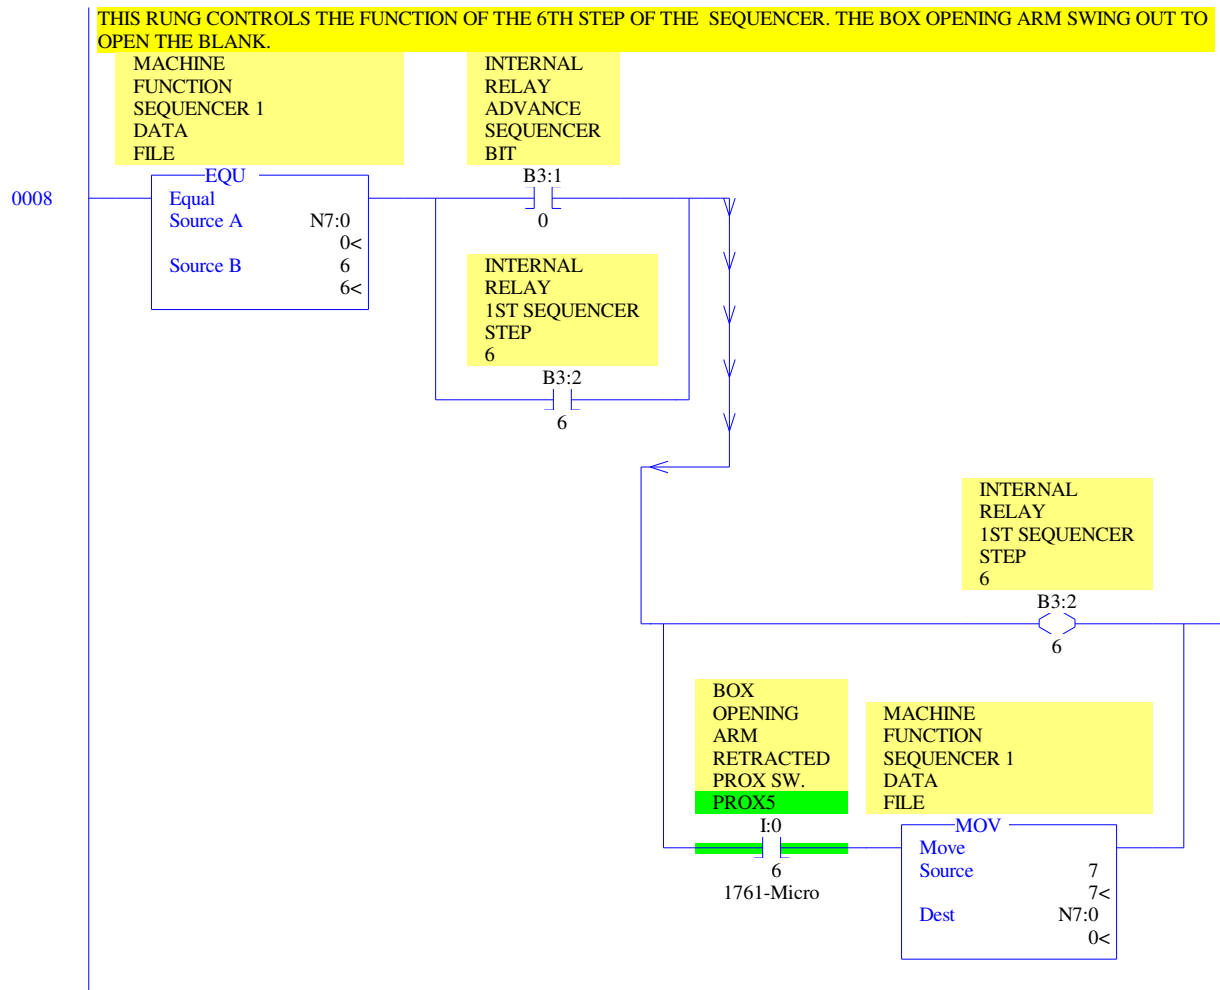 THIS RUNG CONTROLS THE FUNCTION OF THE 6TH STEP OF THE  SEQUENCER. THE BOX OPENING ARM SWING OUT TO
OPEN THE BLANK.
MACHINE
FUNCTION
SEQUENCER 1
DATA
FILE
INTERNAL
RELAY
ADVANCE
SEQUENCER
BIT
0008
EQU
Equal
Source A
N7:0
0<
Source B
6
6<
B3:1
0
INTERNAL
RELAY
1ST SEQUENCER
STEP
6
B3:2
6
INTERNAL
RELAY
1ST SEQUENCER
STEP
6
B3:2
6
BOX
OPENING
ARM
RETRACTED
PROX SW.
PROX5
I:0
6
1761-Micro
MACHINE
FUNCTION
SEQUENCER 1
DATA
FILE
MOV
Move
Source
7
7<
Dest
N7:0
0<